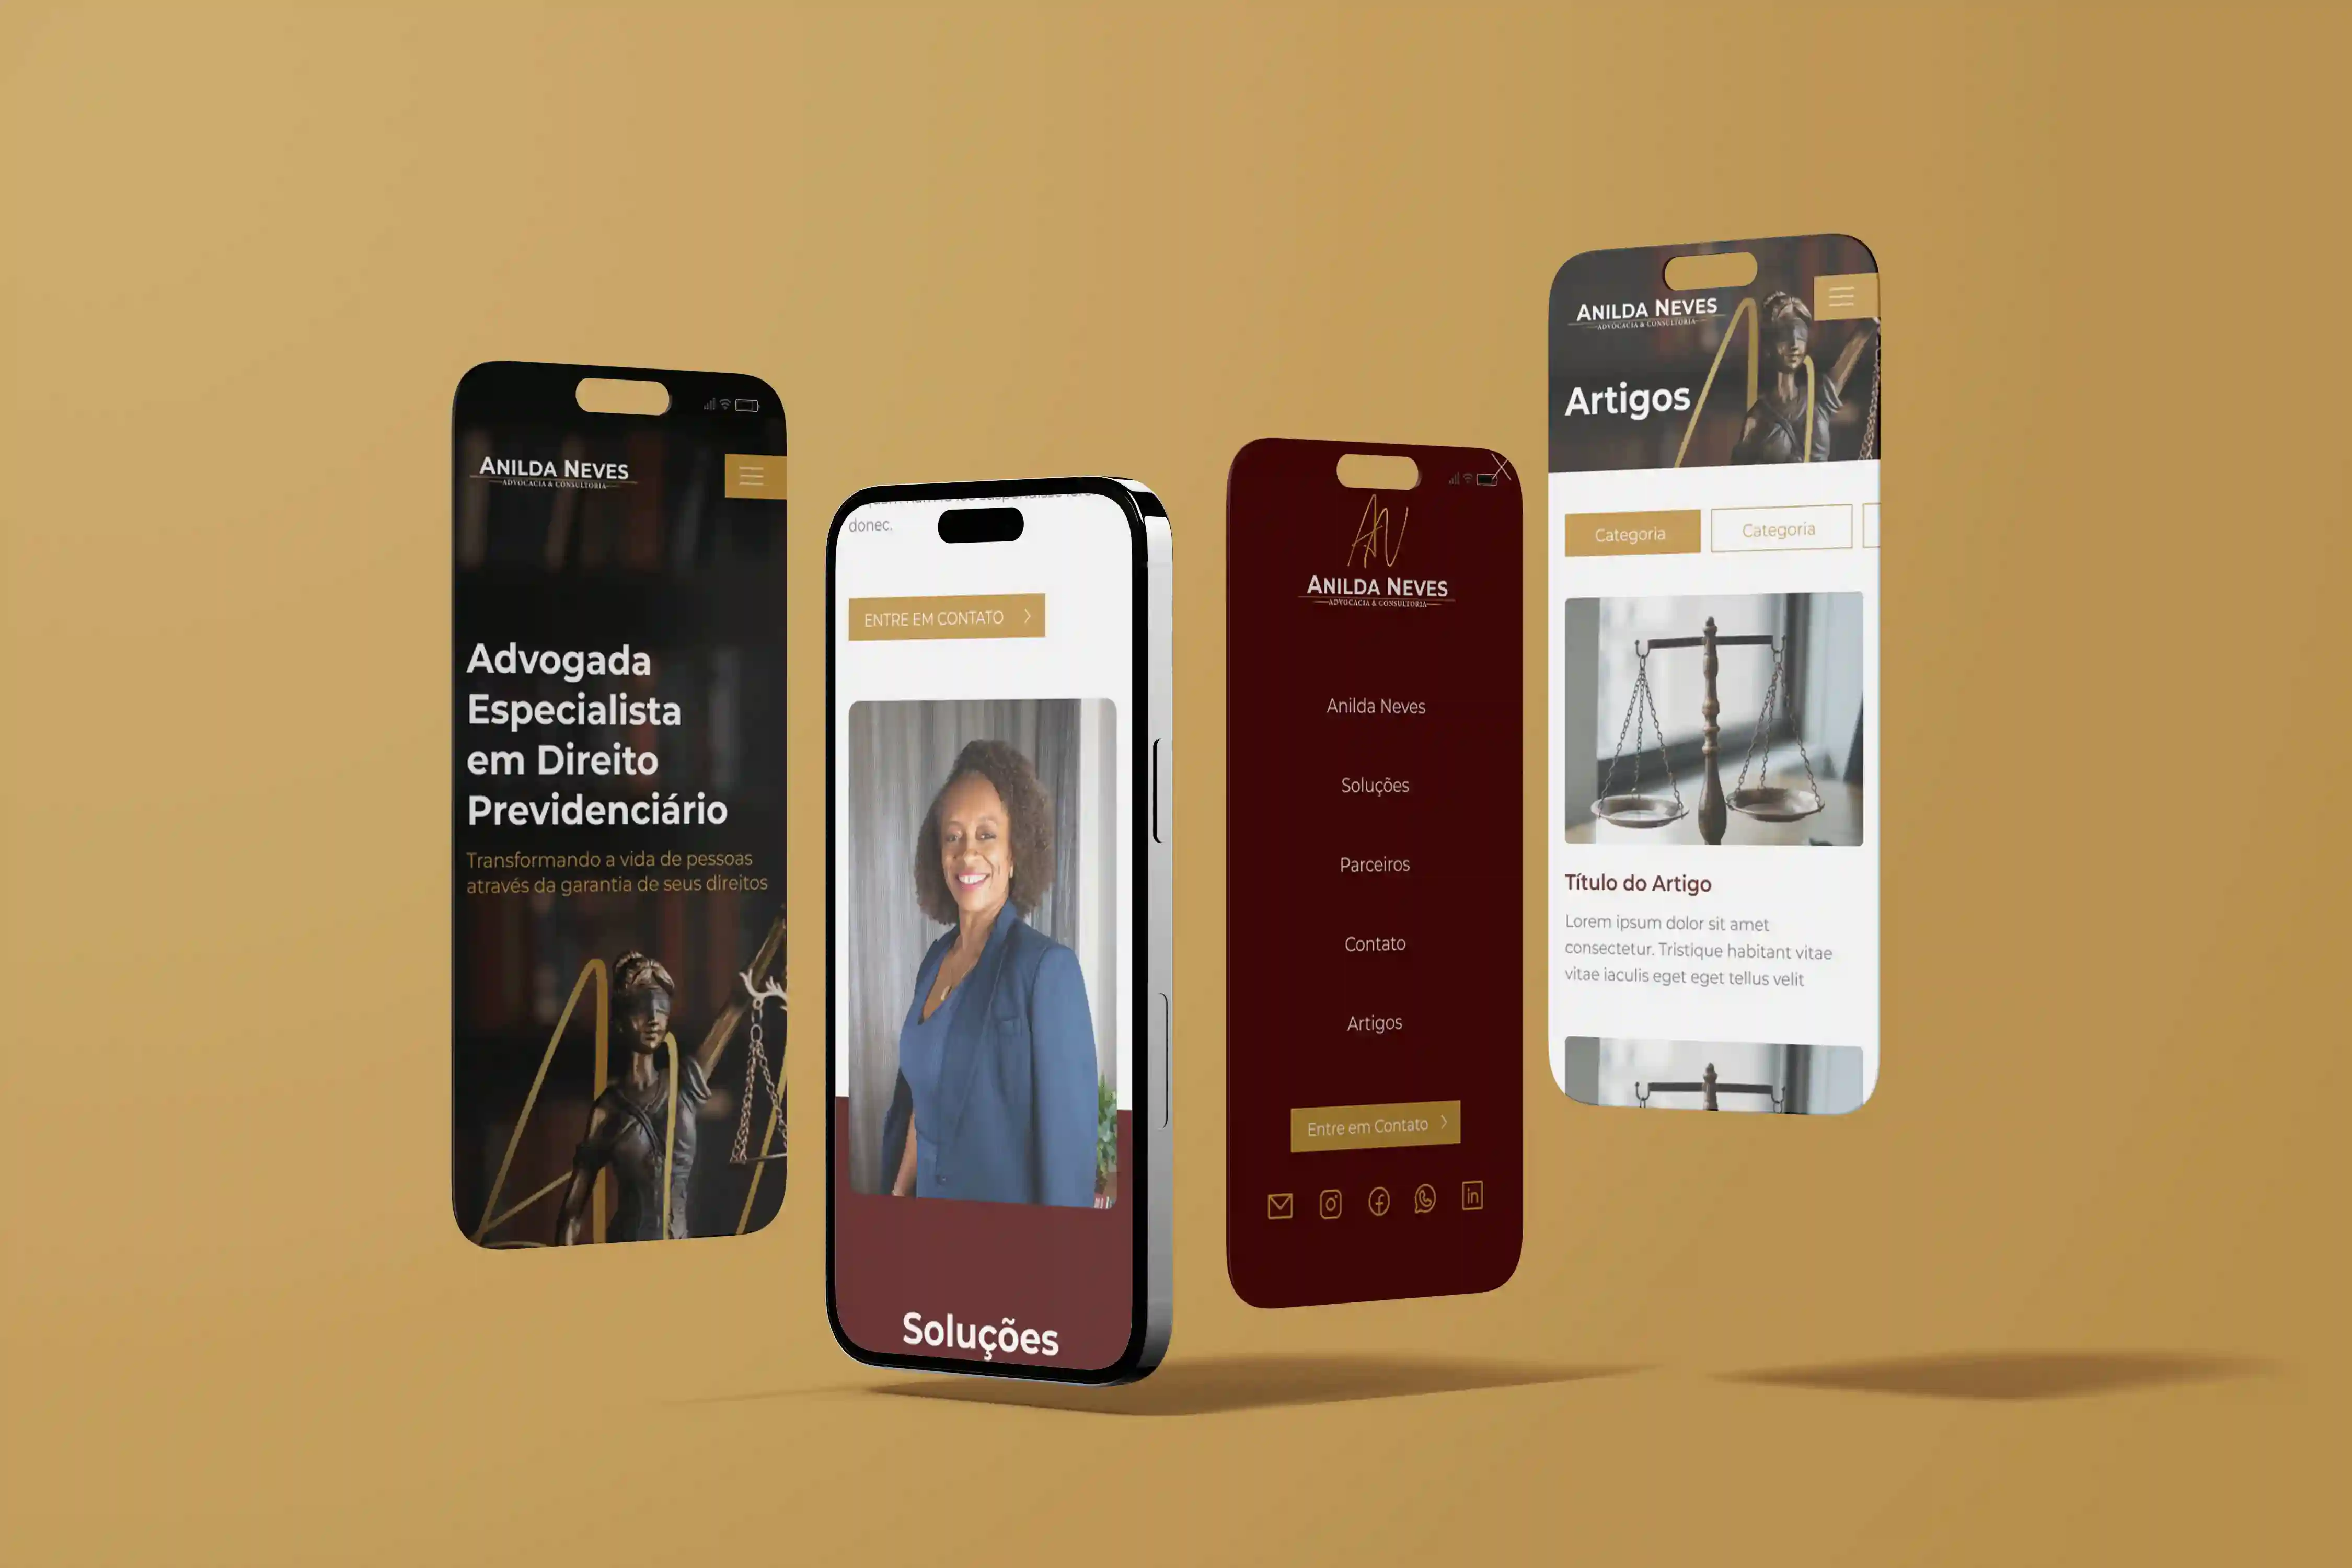 ANILDA NEVES
ADVOCACIA & CONSULTORIA
Advogada
Especialista
em Direito
Previdenciário
Transformando a vida de pessoas
através da garantia de seus direitos
donec.
ENTRE EM CONTATO
Soluções
AN
ANILDA NEVES
ADVOCACIA & CONSULTORIA
Anilda Neves
Soluções
Parceiros
Contato
Artigos
Entre em Contato
in
ANILDA NEVES
ADVOCACIA & CONSULTORIA
Artigos
Categoria
Categoria
Título do Artigo
Lorem ipsum dolor sit amet
consectetur. Tristique habitant vitae
vitae iaculis eget eget tellus velit